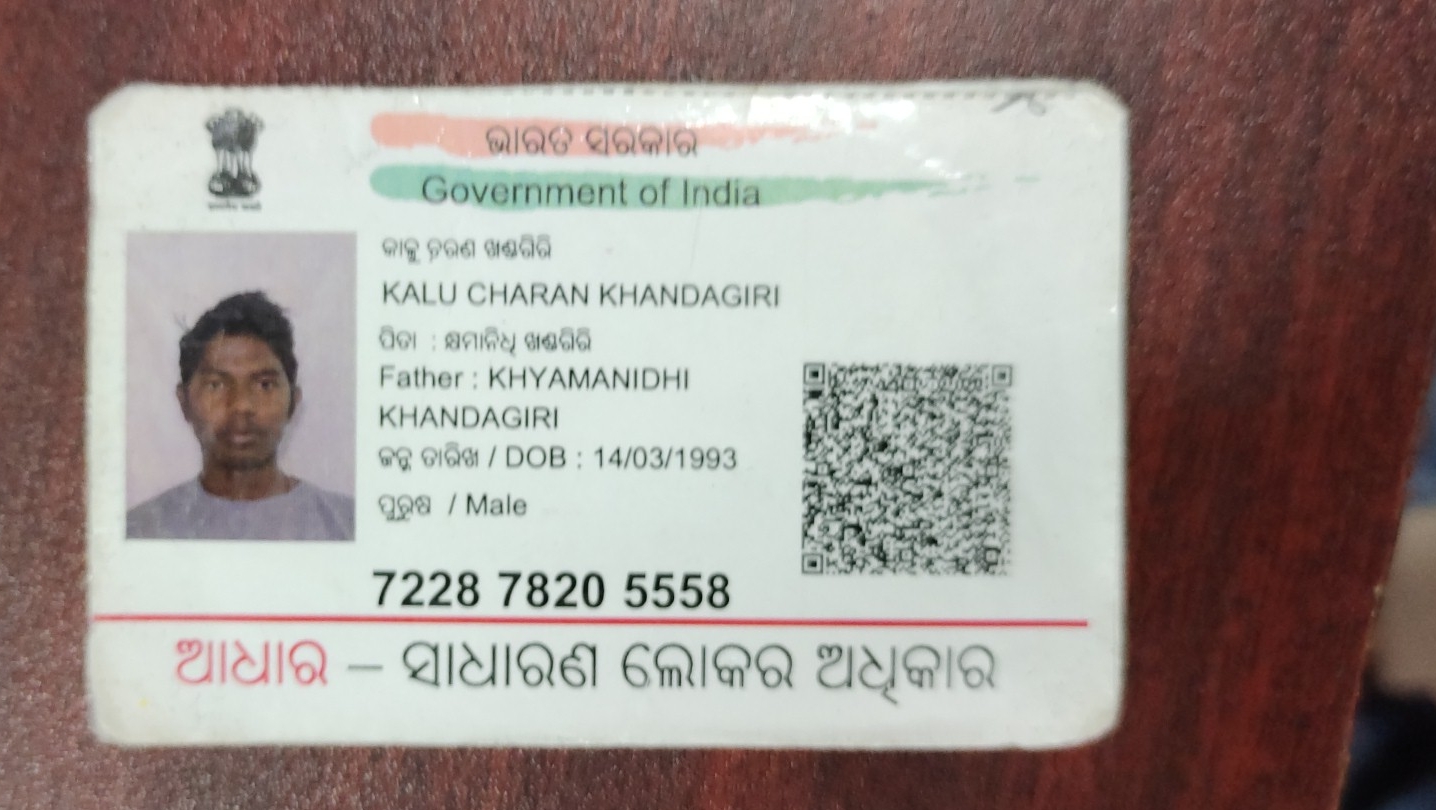 ଭାରତ ସରକାର
Government of India
କାଳୁ ଚରଣ ଖଣ୍ଡଗିରି
KALU CHARAN KHANDAGIRI
ପିତା : କ୍ଷମାନିଧି ଖଣ୍ଡଗିରି
Father : KHYAMANIDHI
KHANDAGIRI
ଜନ୍ମ ତାରିଖ / DOB : 14/03/1993
ପୁରୁଷ / Male
7228 7820 5558
ଆଧାର – ସାଧାରଣ ଲୋକର ଅଧିକାର